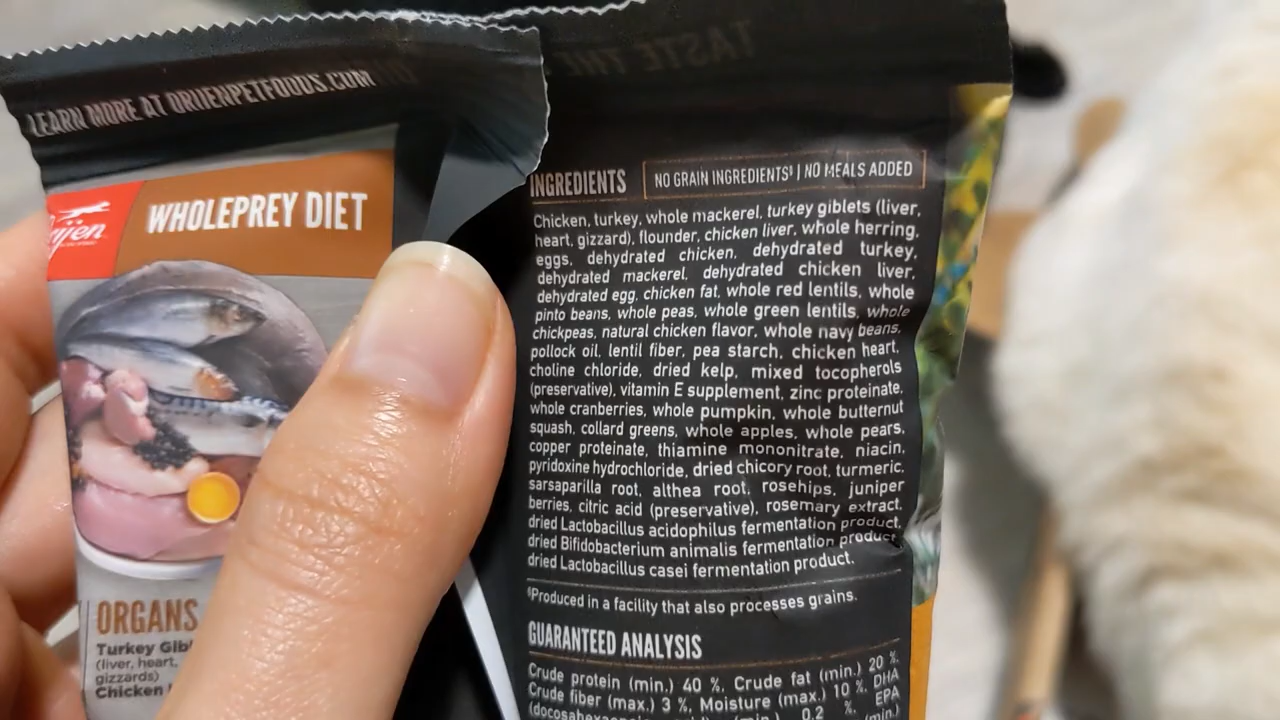 LEARN MORE AT ORIJENPETFOODS.COM
WHOLEPREY DIET
ORGANS
Turkey
(liver, heart,
gizzards)
Chicken
TASTE THE
INGREDIENTS
NO GRAIN INGREDIENTS§ | NO MEALS ADDED
Chicken, turkey, whole mackerel, turkey giblets (liver,
heart, gizzard), flounder, chicken liver, whole herring,
eggs, dehydrated chicken, dehydrated turkey,
dehydrated mackerel, dehydrated chicken liver,
dehydrated egg, chicken fat, whole red lentils, whole
pinto beans, whole peas, whole green lentils, whole
chickpeas, natural chicken flavor, whole navy beans,
pollock oil, lentil fiber, pea starch, chicken heart,
choline chloride, dried kelp, mixed tocopherols
(preservative), vitamin E supplement, zinc proteinate,
whole cranberries, whole pumpkin, whole butternut
squash, collard greens, whole apples, whole pears,
copper proteinate, thiamine mononitrate, niacin,
pyridoxine hydrochloride, dried chicory root, turmeric,
sarsaparilla root, althea root, rosehips, juniper
berries, citric acid (preservative), rosemary extract,
dried Lactobacillus acidophilus fermentation product,
dried Bifidobacterium animalis fermentation product,
dried Lactobacillus casei fermentation product.
§Produced in a facility that also processes grains.
GUARANTEED ANALYSIS
Crude protein (min.) 40 %, Crude fat (min.) 20 %,
Crude fiber (max.) 3 %, Moisture (max.) 10 %, DHA
(min.) 0.2 %, EPA
(min.)